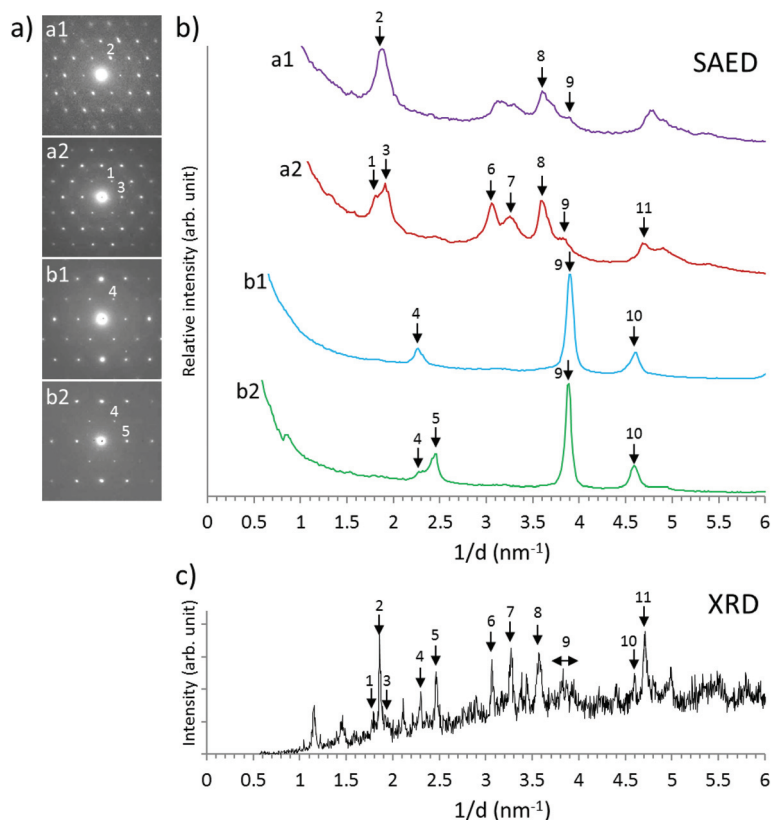 a)
a1
2
a2
1
3
b1
4
b2
4
5
b)
SAED
Relative intensity (arb. unit)
a1
2
8
9
a2
1
3
6
7
8
9
11
b1
4
9
10
b2
4
5
9
10
0 0.5 1 1.5 2 2.5 3 3.5 4 4.5 5 5.5 6
1/d (nm⁻¹)
c)
XRD
Intensity (arb. unit)
1
2
3
4
5
6
7
8
9
10
11
0 0.5 1 1.5 2 2.5 3 3.5 4 4.5 5 5.5 6
1/d (nm⁻¹)